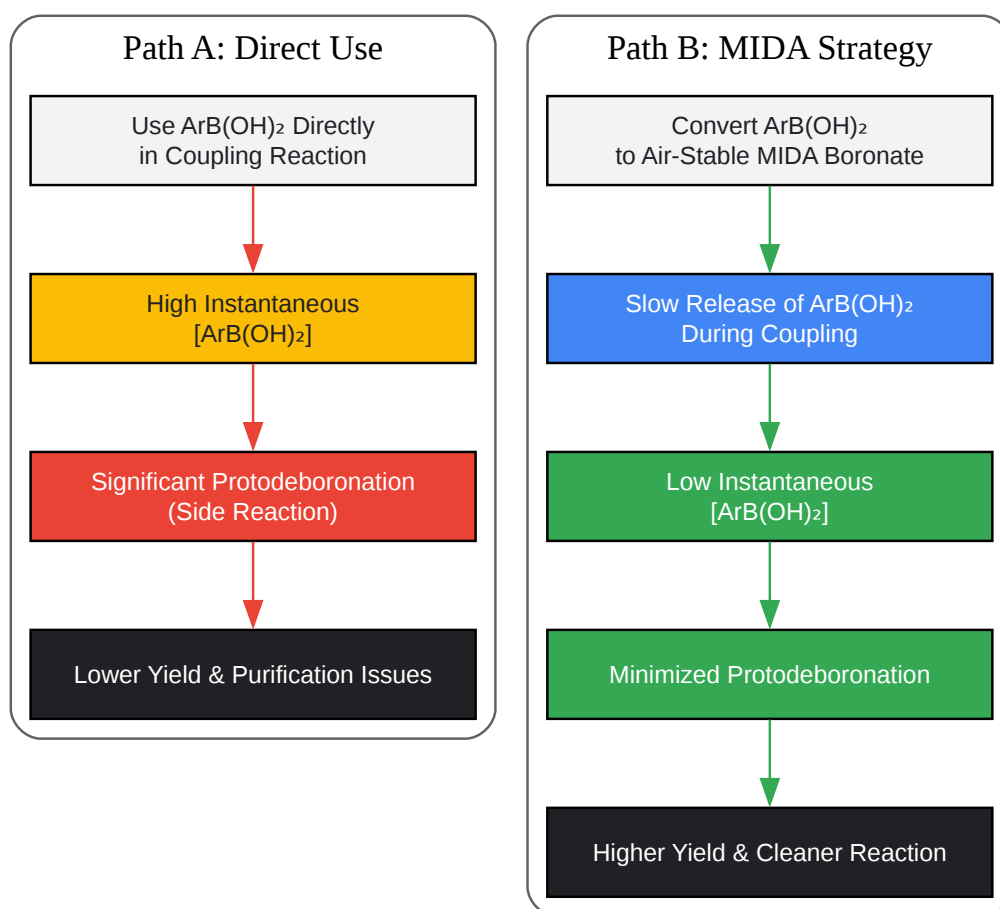 Path A: Direct Use
Use ArB(OH)₂ Directly
in Coupling Reaction
High Instantaneous
[ArB(OH)₂]
Significant Protodeboronation
(Side Reaction)
Lower Yield & Purification Issues
Path B: MIDA Strategy
Convert ArB(OH)₂
to Air-Stable MIDA Boronate
Slow Release of ArB(OH)₂
During Coupling
Low Instantaneous
[ArB(OH)₂]
Minimized Protodeboronation
Higher Yield & Cleaner Reaction